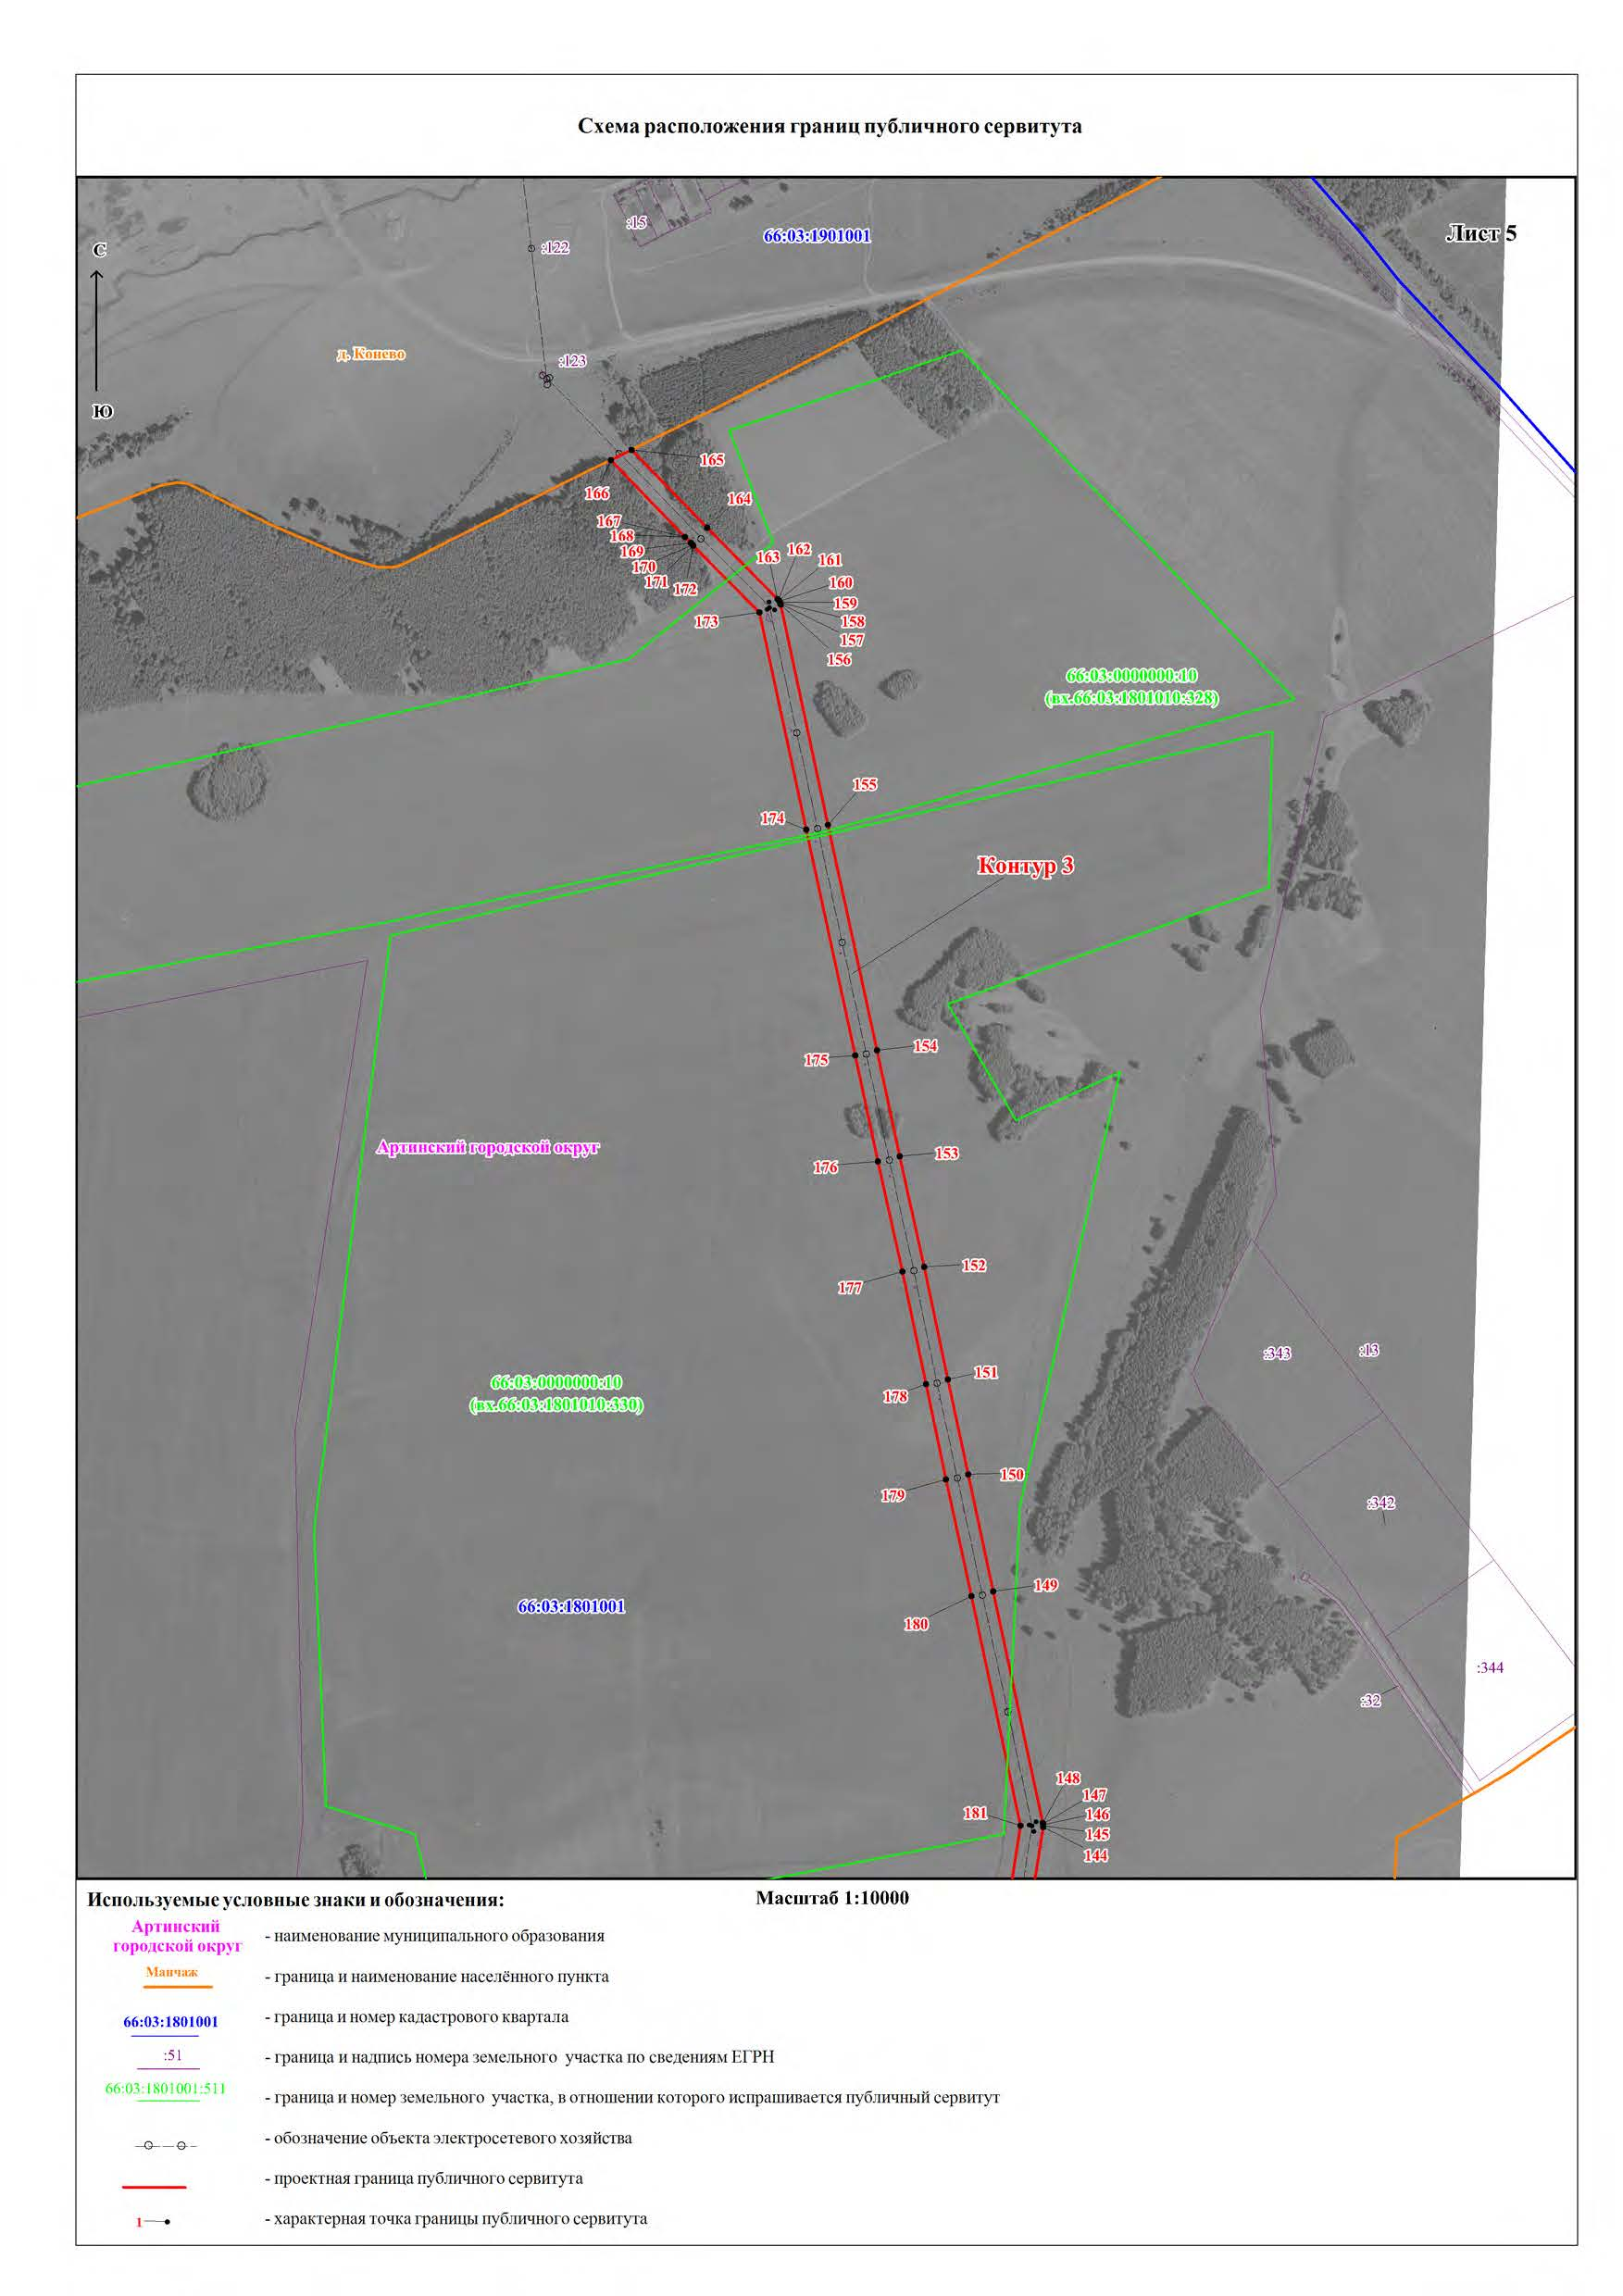 Схема расположения границ публичного сервитута
Лист 5
С
Ю
:122
:15
66:03:1901001
:123
д. Конево
165
166
164
167
168
169
170
171
172
163
162
161
160
159
158
157
156
173
66:03:0000000:10
(вх.66:03:1801010:328)
155
174
Контур 3
154
175
Артинский городской округ
153
176
152
177
151
178
:343
:13
66:03:0000000:10
(вх.66:03:1801010:330)
150
179
:342
149
180
66:03:1801001
:344
:32
148
147
146
145
144
181
Используемые условные знаки и обозначения:
Масштаб 1:10000
Артинский
городской округ
- наименование муниципального образования
Манчаж
- граница и наименование населённого пункта
66:03:1801001
- граница и номер кадастрового квартала
:51
- граница и надпись номера земельного участка по сведениям ЕГРН
66:03:1801001:511
- граница и номер земельного участка, в отношении которого испрашивается публичный сервитут
- обозначение объекта электросетевого хозяйства
- проектная граница публичного сервитута
1
- характерная точка границы публичного сервитута